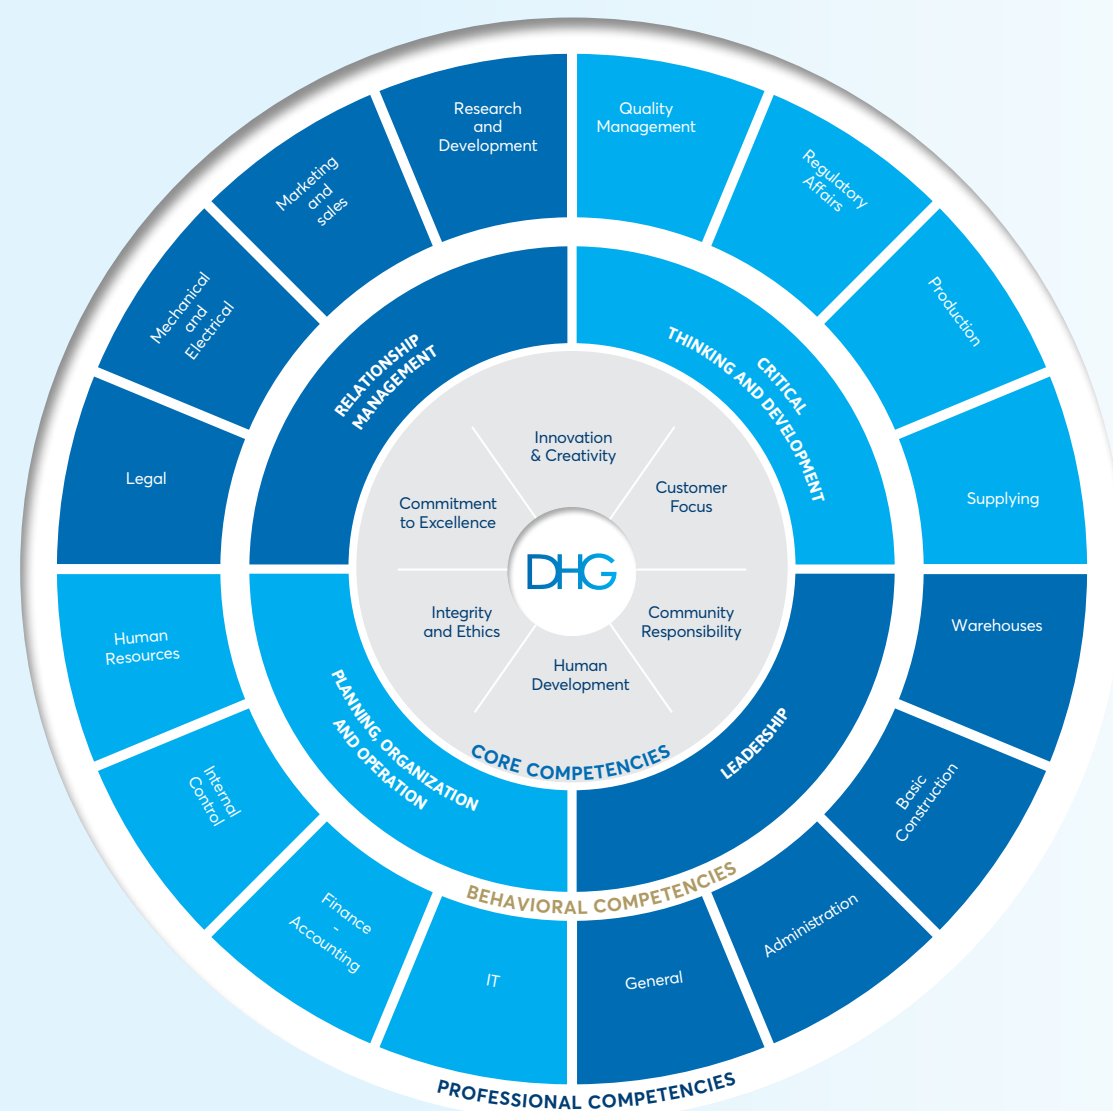 Research
and
Development
Quality
Management
Regulatory
Affairs
Production
Supplying
Warehouses
Basic
Construction
Administration
General
IT
Finance
-
Accounting
Internal
Control
Human
Resources
Legal
Mechanical
and
Electrical
Marketing
and
sales
RELATIONSHIP
MANAGEMENT
CRITICAL
THINKING AND DEVELOPMENT
LEADERSHIP
PLANNING, ORGANIZATION
AND OPERATION
Innovation
& Creativity
Customer
Focus
Community
Responsibility
Human
Development
Integrity
and Ethics
Commitment
to Excellence
DHG
CORE COMPETENCIES
BEHAVIORAL COMPETENCIES
PROFESSIONAL COMPETENCIES